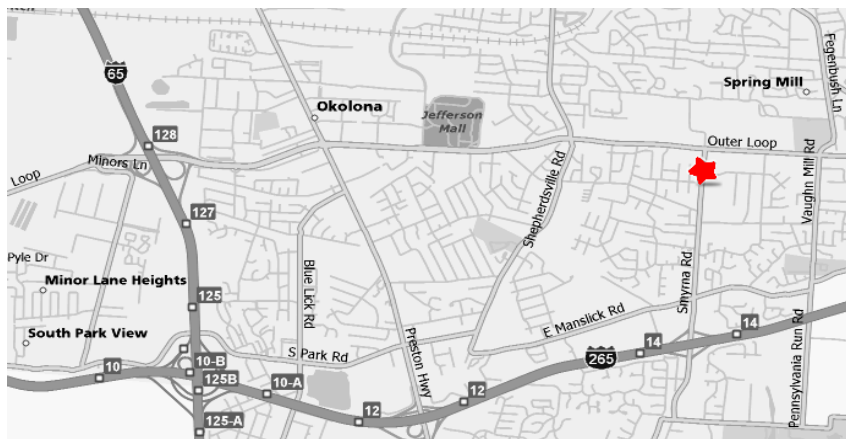 65
Okolona
Jefferson
Mall
Spring Mill
Fegenbush Ln
128
Minors Ln
Loop
Outer Loop
Shepherdsville Rd
Vaughn Mill Rd
127
Pyle Dr
Minor Lane Heights
125
Blue Lick Rd
Smyrna Rd
E Manslick Rd
South Park View
S Park Rd
Preston Hwy
14
14
265
Pennsylvania Run Rd
10
10-B
125B
10-A
12
12
125-A